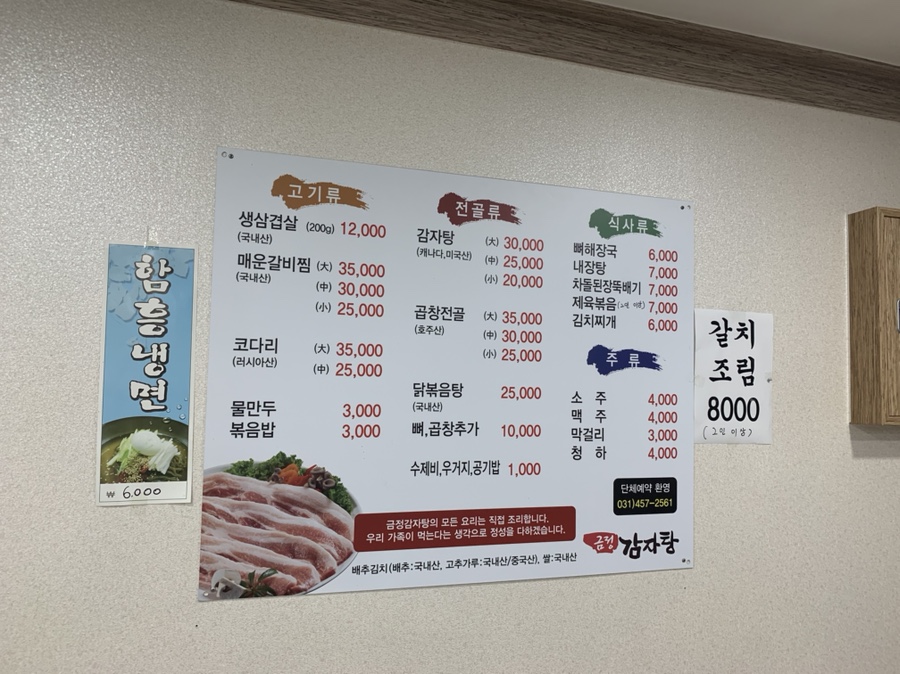 함흥냉면
₩ 6.000
고기류
생삼겹살 (200g) 12,000
(국내산)
매운갈비찜 (大) 35,000
(국내산)
(中) 30,000
(小) 25,000
코다리 (大) 35,000
(러시아산)
(中) 25,000
물만두 3,000
볶음밥 3,000
전골류
감자탕 (大) 30,000
(캐나다,미국산)
(中) 25,000
(小) 20,000
곱창전골 (大) 35,000
(호주산)
(中) 30,000
(小) 25,000
닭볶음탕 25,000
(국내산)
뼈,곱창추가 10,000
수제비,우거지,공기밥 1,000
식사류
뼈해장국 6,000
내장탕 7,000
차돌된장뚝배기 7,000
제육볶음(2인 이상) 7,000
김치찌개 6,000
주류
소 주 4,000
맥 주 4,000
막걸리 3,000
청 하 4,000
단체예약 환영
031)457-2561
금정감자탕의 모든 요리는 직접 조리합니다.
우리 가족이 먹는다는 생각으로 정성을 다하겠습니다.
금정 감자탕
배추김치(배추:국내산, 고추가루:국내산/중국산), 쌀:국내산
갈치
조림
8000
(2인 이상)